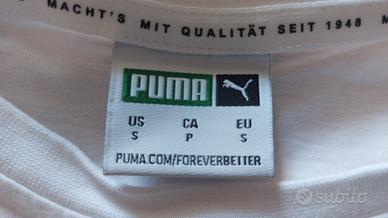 MACHT'S MIT QUALITÄT SEIT 1948
PUMA
US CA EU
S P S
PUMA.COM/FOREVERBETTER
subito